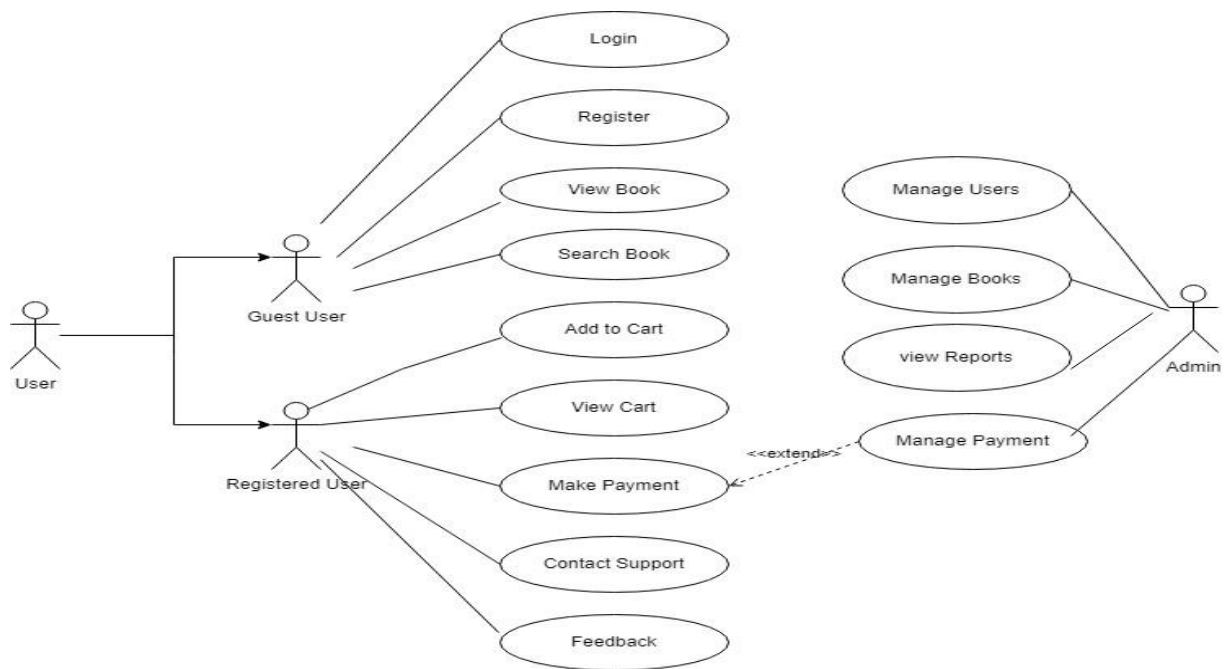 Login
Register
View Book
Manage Users
Search Book
Manage Books
Guest User
Add to Cart
view Reports
User
Admin
View Cart
Manage Payment
<<extend>>
Registered User
Make Payment
Contact Support
Feedback